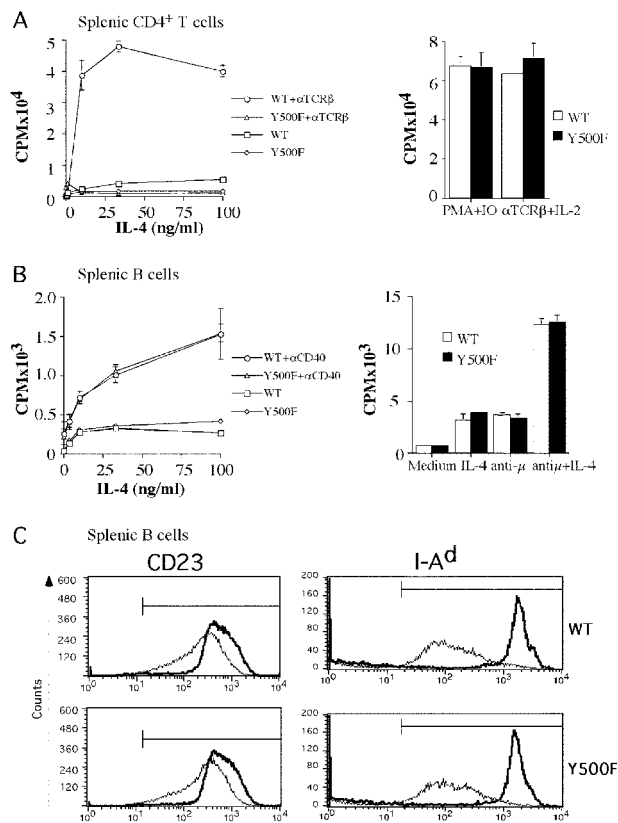 A
Splenic CD4+ T cells
CPMx10^4
5
4
3
2
1
0
0 25 50 75 100
IL-4 (ng/ml)
WT+αTCRβ
Y500F+αTCRβ
WT
Y500F
CPMx10^4
8
6
4
2
0
PMA+IO αTCRβ+IL-2
WT
Y500F
B
Splenic B cells
CPMx10^3
2.0
1.5
1.0
0.5
0
0 25 50 75 100
IL-4 (ng/ml)
WT+αCD40
Y500F+αCD40
WT
Y500F
CPMx10^3
15
10
5
0
WT
Y500F
Medium IL-4 anti-μ antiμ+IL-4
C
Splenic B cells
CD23
I-A^d
600
480
360
240
120
10^0 10^1 10^2 10^3 10^4
200
160
120
80
40
0
10^0 10^1 10^2 10^3 10^4
WT
Counts
600
480
360
240
120
10^0 10^1 10^2 10^3 10^4
200
160
120
80
40
0
10^0 10^1 10^2 10^3 10^4
Y500F